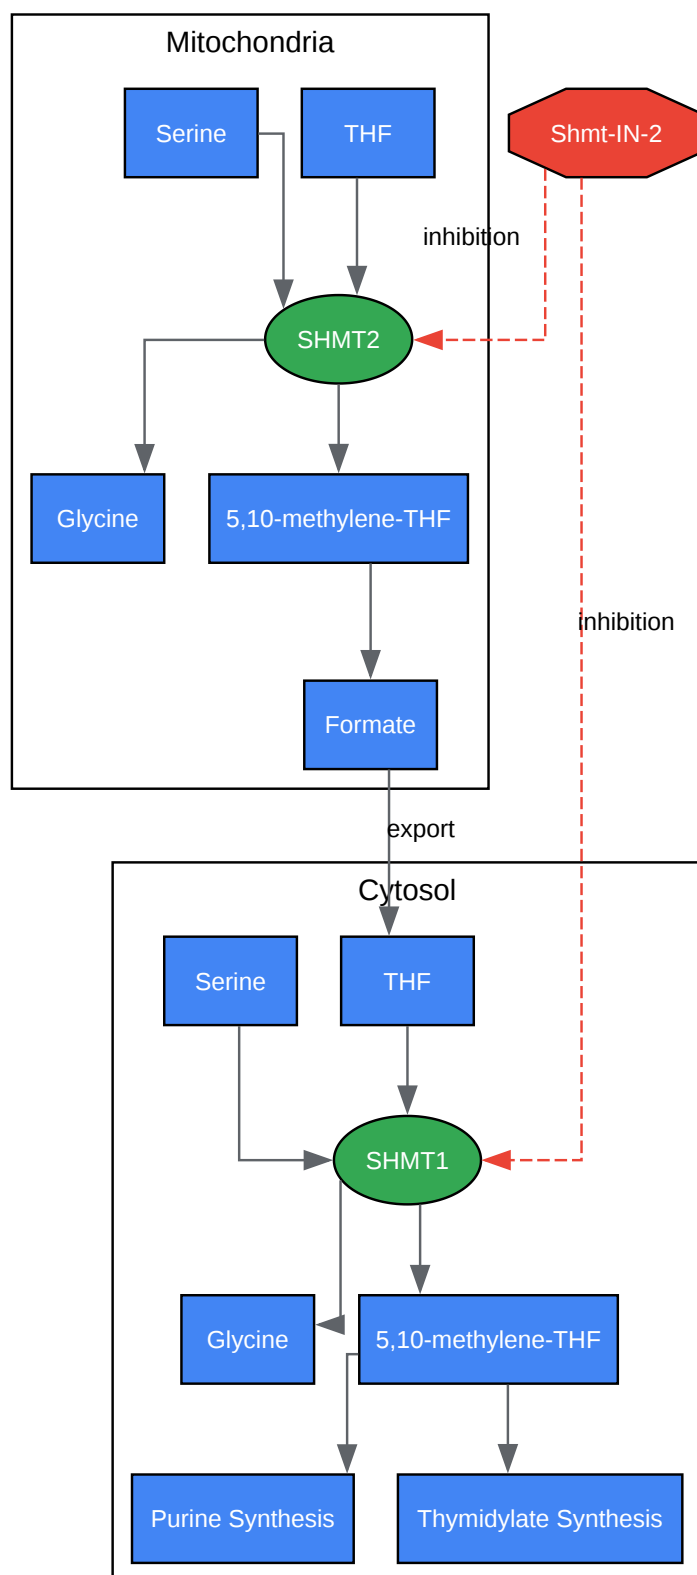 Mitochondria
Serine
THF
Shmt-IN-2
inhibition
SHMT2
Glycine
5,10-methylene-THF
inhibition
Formate
export
Cytosol
Serine
THF
SHMT1
Glycine
5,10-methylene-THF
Purine Synthesis
Thymidylate Synthesis